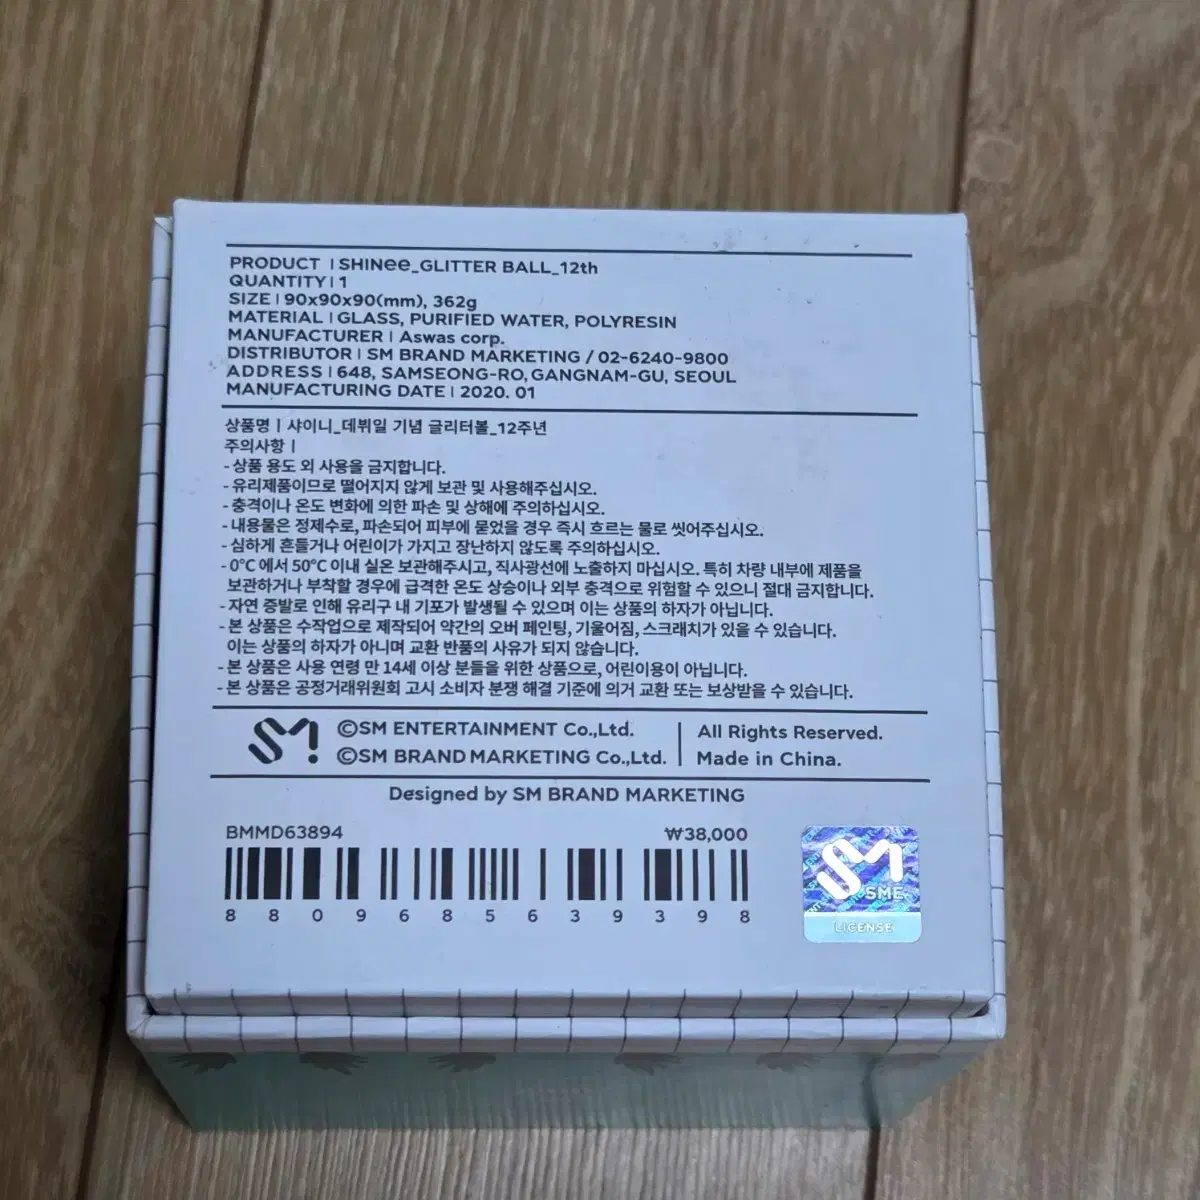 PRODUCT | SHINee_GLITTER BALL_12th
QUANTITY | 1
SIZE | 90x90x90(mm), 362g
MATERIAL | GLASS, PURIFIED WATER, POLYRESIN
MANUFACTURER | Aswas corp.
DISTRIBUTOR | SM BRAND MARKETING / 02-6240-9800
ADDRESS | 648, SAMSEONG-RO, GANGNAM-GU, SEOUL
MANUFACTURING DATE | 2020. 01
상품명 | 샤이니_데뷔일 기념 글리터볼_12주년
주의사항 |
- 상품 용도 외 사용을 금지합니다.
- 유리제품이므로 떨어지지 않게 보관 및 사용해주십시오.
- 충격이나 온도 변화에 의한 파손 및 상해에 주의하십시오.
- 내용물은 정제수로, 파손되어 피부에 묻었을 경우 즉시 흐르는 물로 씻어주십시오.
- 심하게 흔들거나 어린이가 가지고 장난하지 않도록 주의하십시오.
- 0°C 에서 50°C 이내 실온 보관해주시고, 직사광선에 노출하지 마십시오. 특히 차량 내부에 제품을
보관하거나 부착할 경우에 급격한 온도 상승이나 외부 충격으로 위험할 수 있으니 절대 금지합니다.
- 자연 증발로 인해 유리구 내 기포가 발생될 수 있으며 이는 상품의 하자가 아닙니다.
- 본 상품은 수작업으로 제작되어 약간의 오버 페인팅, 기울어짐, 스크래치가 있을 수 있습니다.
이는 상품의 하자가 아니며 교환 반품의 사유가 되지 않습니다.
- 본 상품은 사용 연령 만 14세 이상 분들을 위한 상품으로, 어린이용이 아닙니다.
- 본 상품은 공정거래위원회 고시 소비자 분쟁 해결 기준에 의거 교환 또는 보상받을 수 있습니다.
SM! ©SM ENTERTAINMENT Co.,Ltd. | All Rights Reserved.
©SM BRAND MARKETING Co.,Ltd. | Made in China.
Designed by SM BRAND MARKETING
BMMD63894 ₩38,000
8809685639398
SM
SME
LICENSE